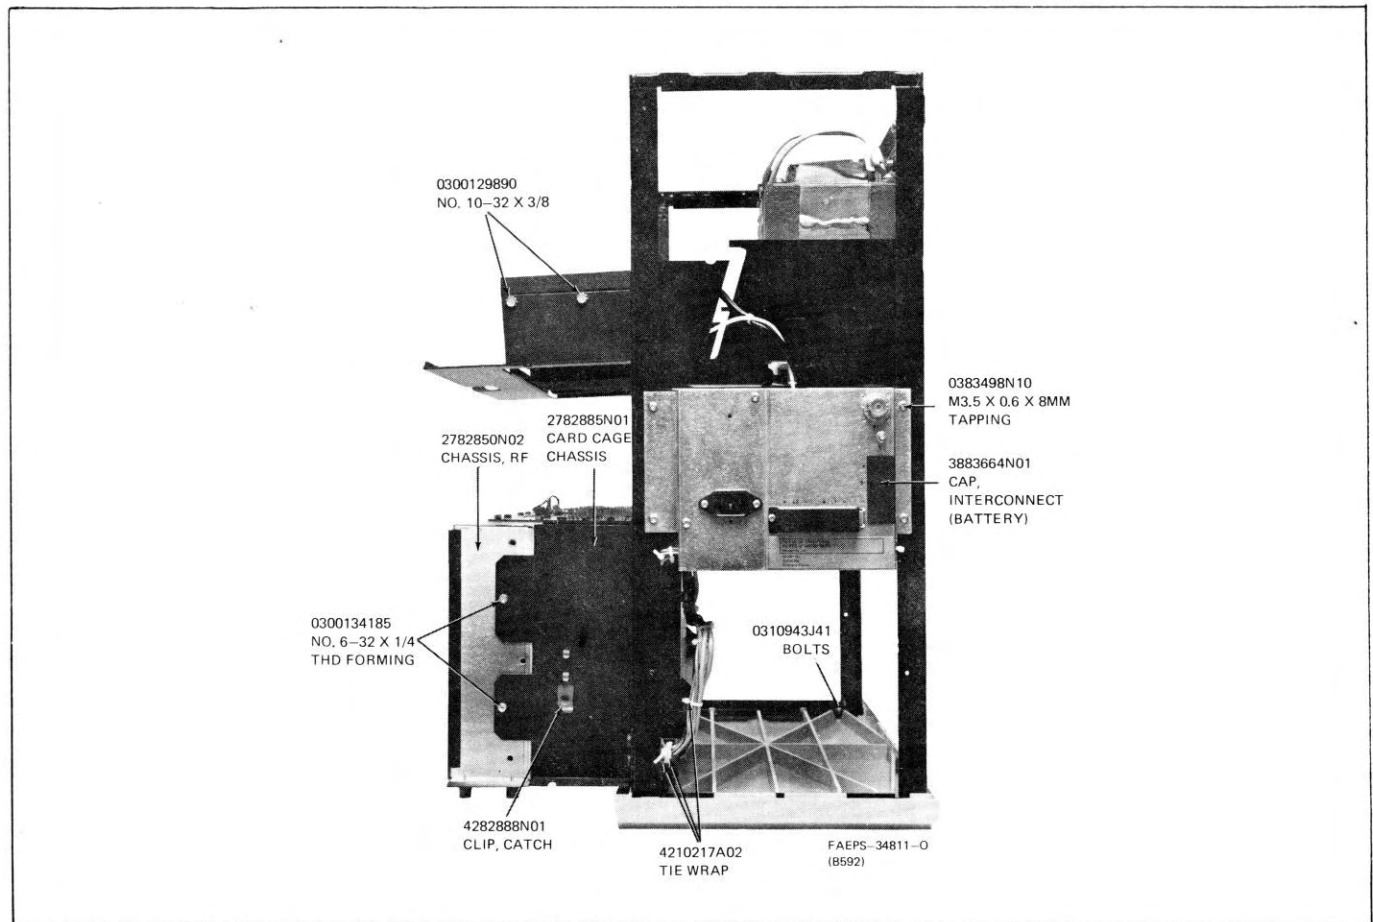 0300129890
NO. 10–32 X 3/8
0383498N10
M3.5 X 0.6 X 8MM
TAPPING
2782885N01
CARD CAGE
CHASSIS
2782850N02
CHASSIS, RF
3883664N01
CAP,
INTERCONNECT
(BATTERY)
0300134185
NO. 6–32 X 1/4
THD FORMING
0310943J41
BOLTS
4282888N01
CLIP, CATCH
4210217A02
TIE WRAP
FAEPS–34811–O
(B592)